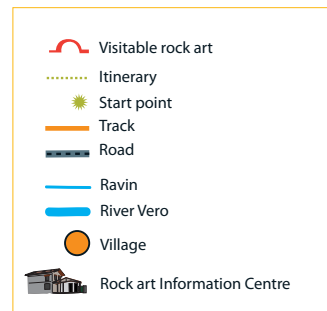 Visitable rock art
Itinerary
Start point
Track
Road
Ravin
River Vero
Village
Rock art Information Centre